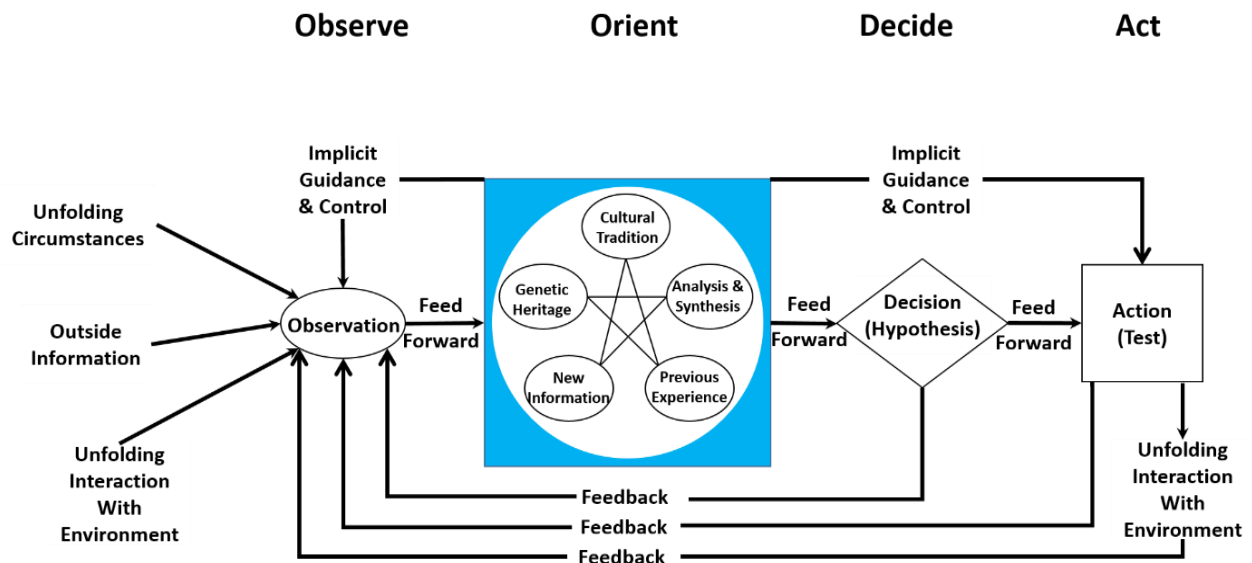 Observe
Orient
Decide
Act
Implicit
Guidance
& Control
Implicit
Guidance
& Control
Unfolding
Circumstances
Outside
Information
Unfolding
Interaction
With
Environment
Observation
Feed
Forward
Cultural
Tradition
Genetic
Heritage
Analysis &
Synthesis
New
Information
Previous
Experience
Feed
Forward
Decision
(Hypothesis)
Feed
Forward
Action
(Test)
Unfolding
Interaction
With
Environment
Feedback
Feedback
Feedback